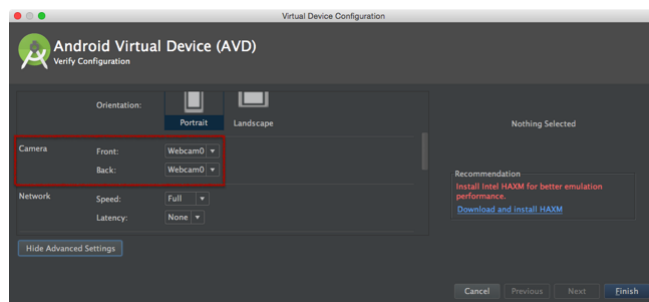 Virtual Device Configuration
Android Virtual Device (AVD)
Verify Configuration
Orientation:
Portrait
Landscape
Nothing Selected
Camera
Front:
Webcam0
Back:
Webcam0
Recommendation
Install Intel HAXM for better emulation
performance.
Download and install HAXM
Network
Speed:
Full
Latency:
None
Hide Advanced Settings
Cancel
Previous
Next
Finish